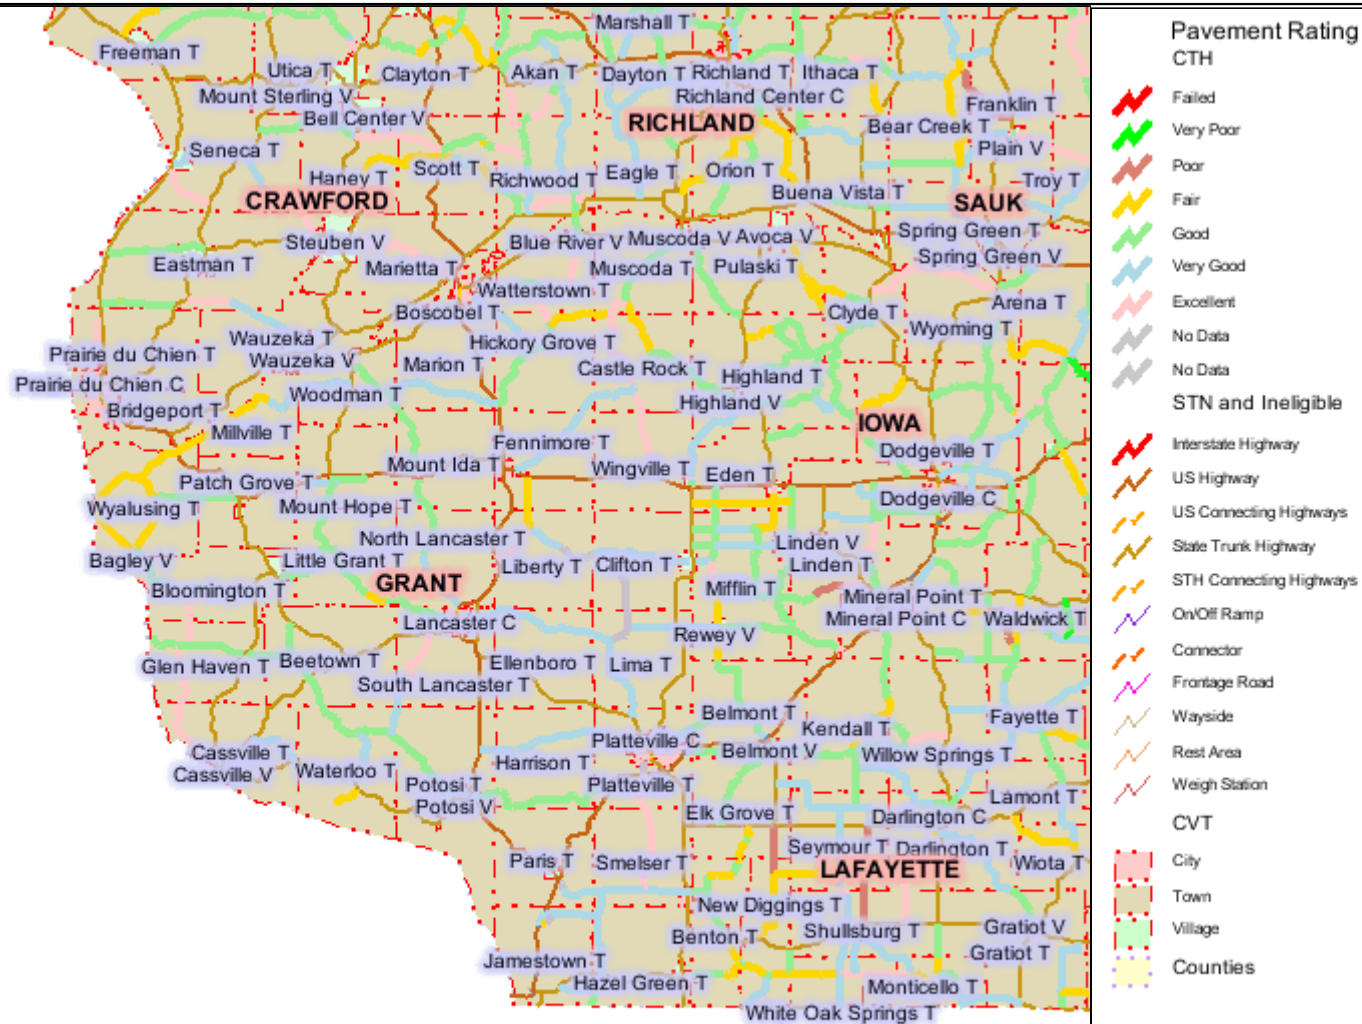 Marshall T
Freeman T
Utica T
Clayton T
Akan T
Dayton T
Richland T
Ithaca T
Mount Sterling V
Richland Center C
Franklin T
Bell Center V
RICHLAND
Bear Creek T
Seneca T
Plain V
Haney T
Scott T
Richwood T
Eagle T
Orion T
Troy T
CRAWFORD
Buena Vista T
SAUK
Steuben V
Blue River V
Muscoda V
Avoca V
Spring Green T
Eastman T
Marietta T
Muscoda T
Pulaski T
Spring Green V
Watterstown T
Boscobel T
Clyde T
Arena T
Wauzeka T
Hickory Grove T
Wyoming T
Prairie du Chien T
Wauzeka V
Marion T
Castle Rock T
Highland T
Prairie du Chien C
Woodman T
Highland V
Bridgeport T
IOWA
Millville T
Fennimore T
Dodgeville T
Mount Ida T
Wingville T
Eden T
Patch Grove T
Dodgeville C
Wyalusing T
Mount Hope T
North Lancaster T
Linden V
Bagley V
Little Grant T
Liberty T
Clifton T
Linden T
Bloomington T
GRANT
Mifflin T
Mineral Point T
Lancaster C
Mineral Point C
Waldwick T
Rewey V
Glen Haven T
Beetown T
Ellenboro T
Lima T
South Lancaster T
Belmont T
Kendall T
Fayette T
Cassville T
Platteville C
Belmont V
Willow Springs T
Cassville V
Waterloo T
Harrison T
Potosi T
Platteville T
Lamont T
Potosi V
Elk Grove T
Darlington C
Seymour T
Darlington T
Paris T
Smelser T
LAFAYETTE
Wiota T
New Diggings T
Benton T
Shullsburg T
Gratiot V
Jamestown T
Gratiot T
Hazel Green T
Monticello T
White Oak Springs T
Pavement Rating
CTH
Failed
Very Poor
Poor
Fair
Good
Very Good
Excellent
No Data
No Data
STN and Ineligible
Interstate Highway
US Highway
US Connecting Highways
State Trunk Highway
STH Connecting Highways
On/Off Ramp
Connector
Frontage Road
Wayside
Rest Area
Weigh Station
CVT
City
Town
Village
Counties